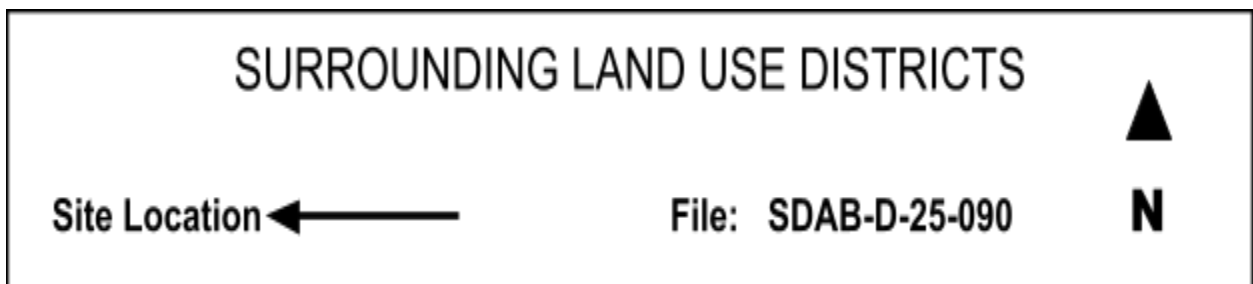 SURROUNDING LAND USE DISTRICTS
Site Location File: SDAB-D-25-090 N